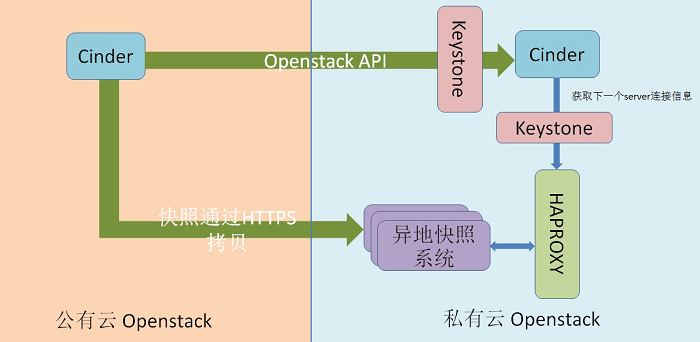 Cinder
Openstack API
Keystone
Cinder
获取下一个server连接信息
Keystone
快照通过HTTPS
拷贝
异地快照
系统
HAPROXY
公有云 Openstack
私有云 Openstack